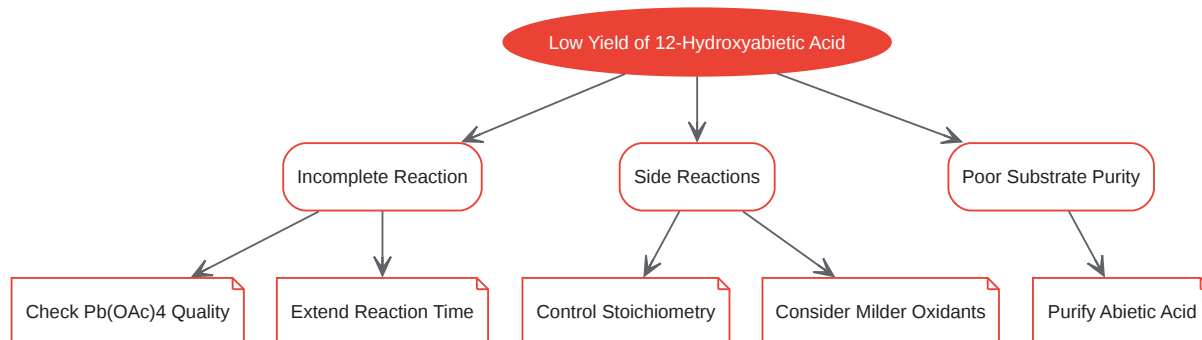 Low Yield of 12-Hydroxyabietic Acid
Incomplete Reaction
Side Reactions
Poor Substrate Purity
Check Pb(OAc)4 Quality
Extend Reaction Time
Control Stoichiometry
Consider Milder Oxidants
Purify Abietic Acid